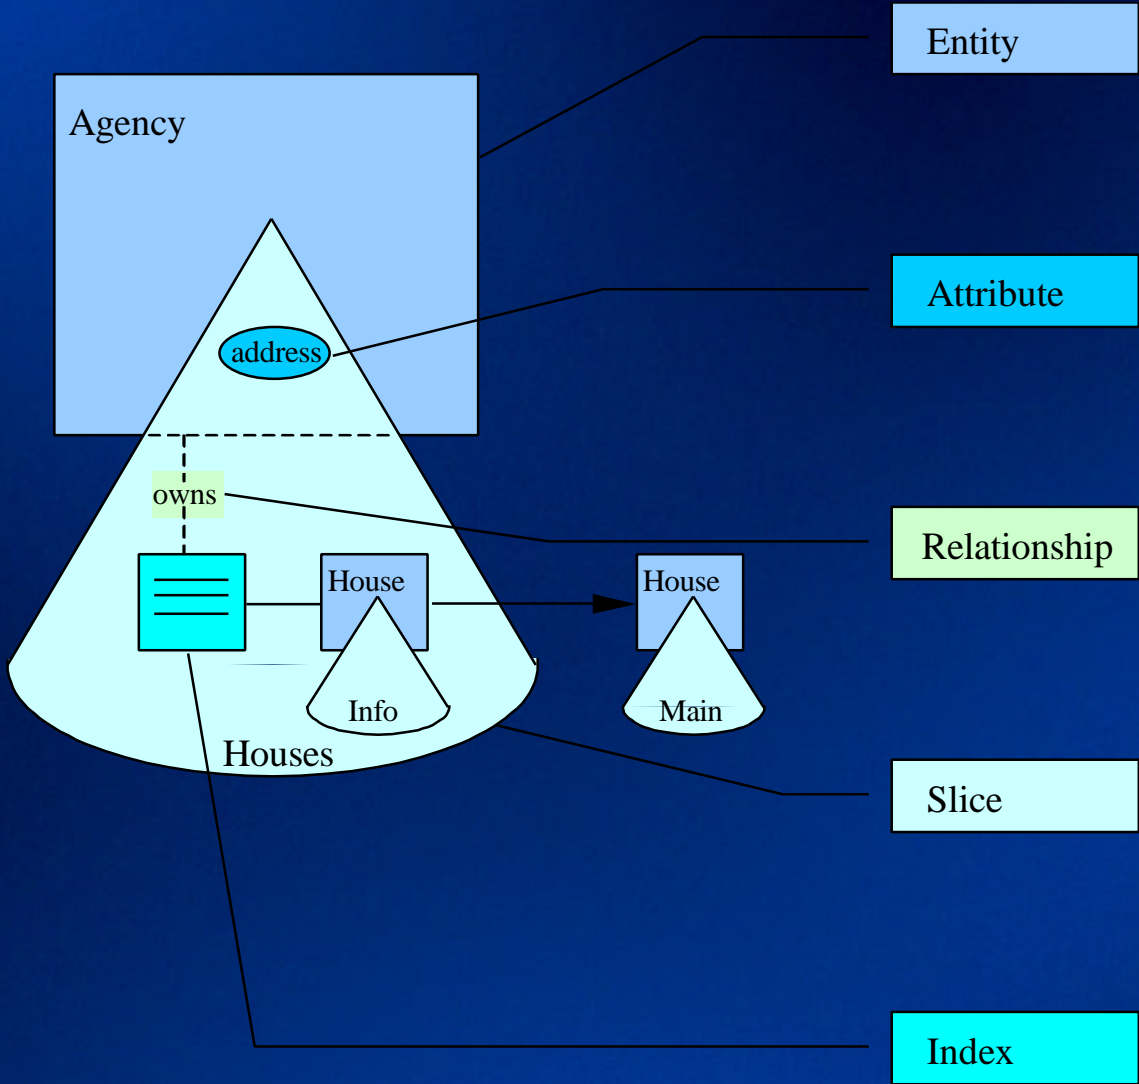 Entity
Agency
Attribute
address
owns
Relationship
House
House
Info
Main
Houses
Slice
Index